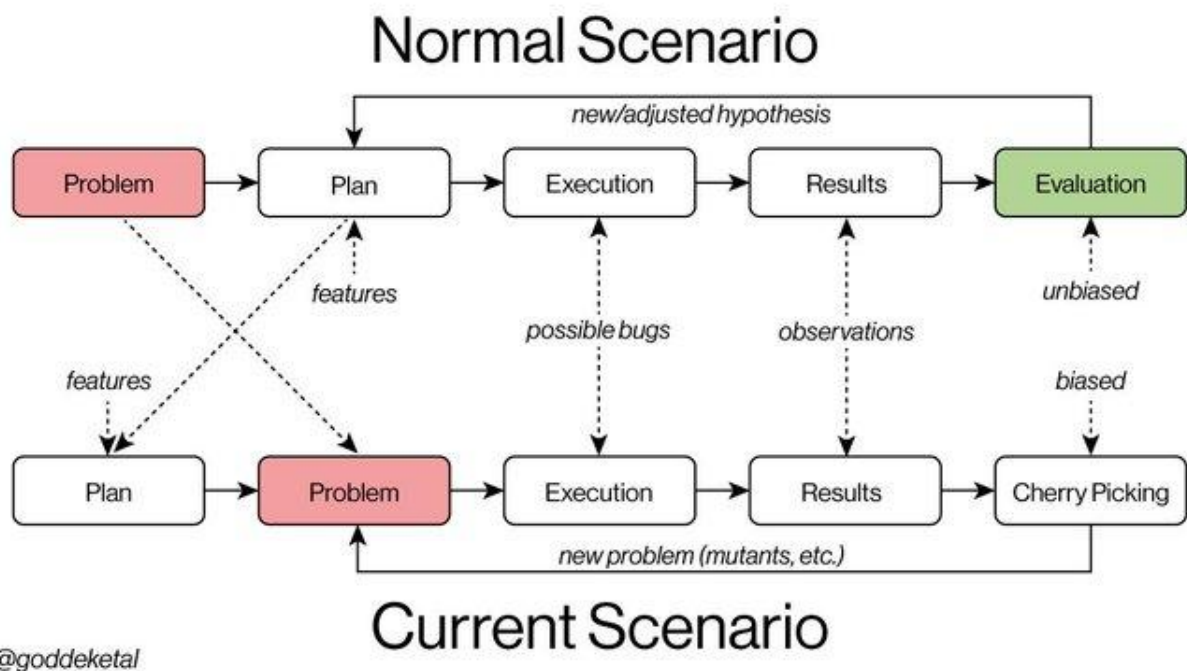 Normal Scenario
new/adjusted hypothesis
Problem
Plan
Execution
Results
Evaluation
features
unbiased
possible bugs
observations
features
biased
Plan
Problem
Execution
Results
Cherry Picking
new problem (mutants, etc.)
Current Scenario
@goddeketal